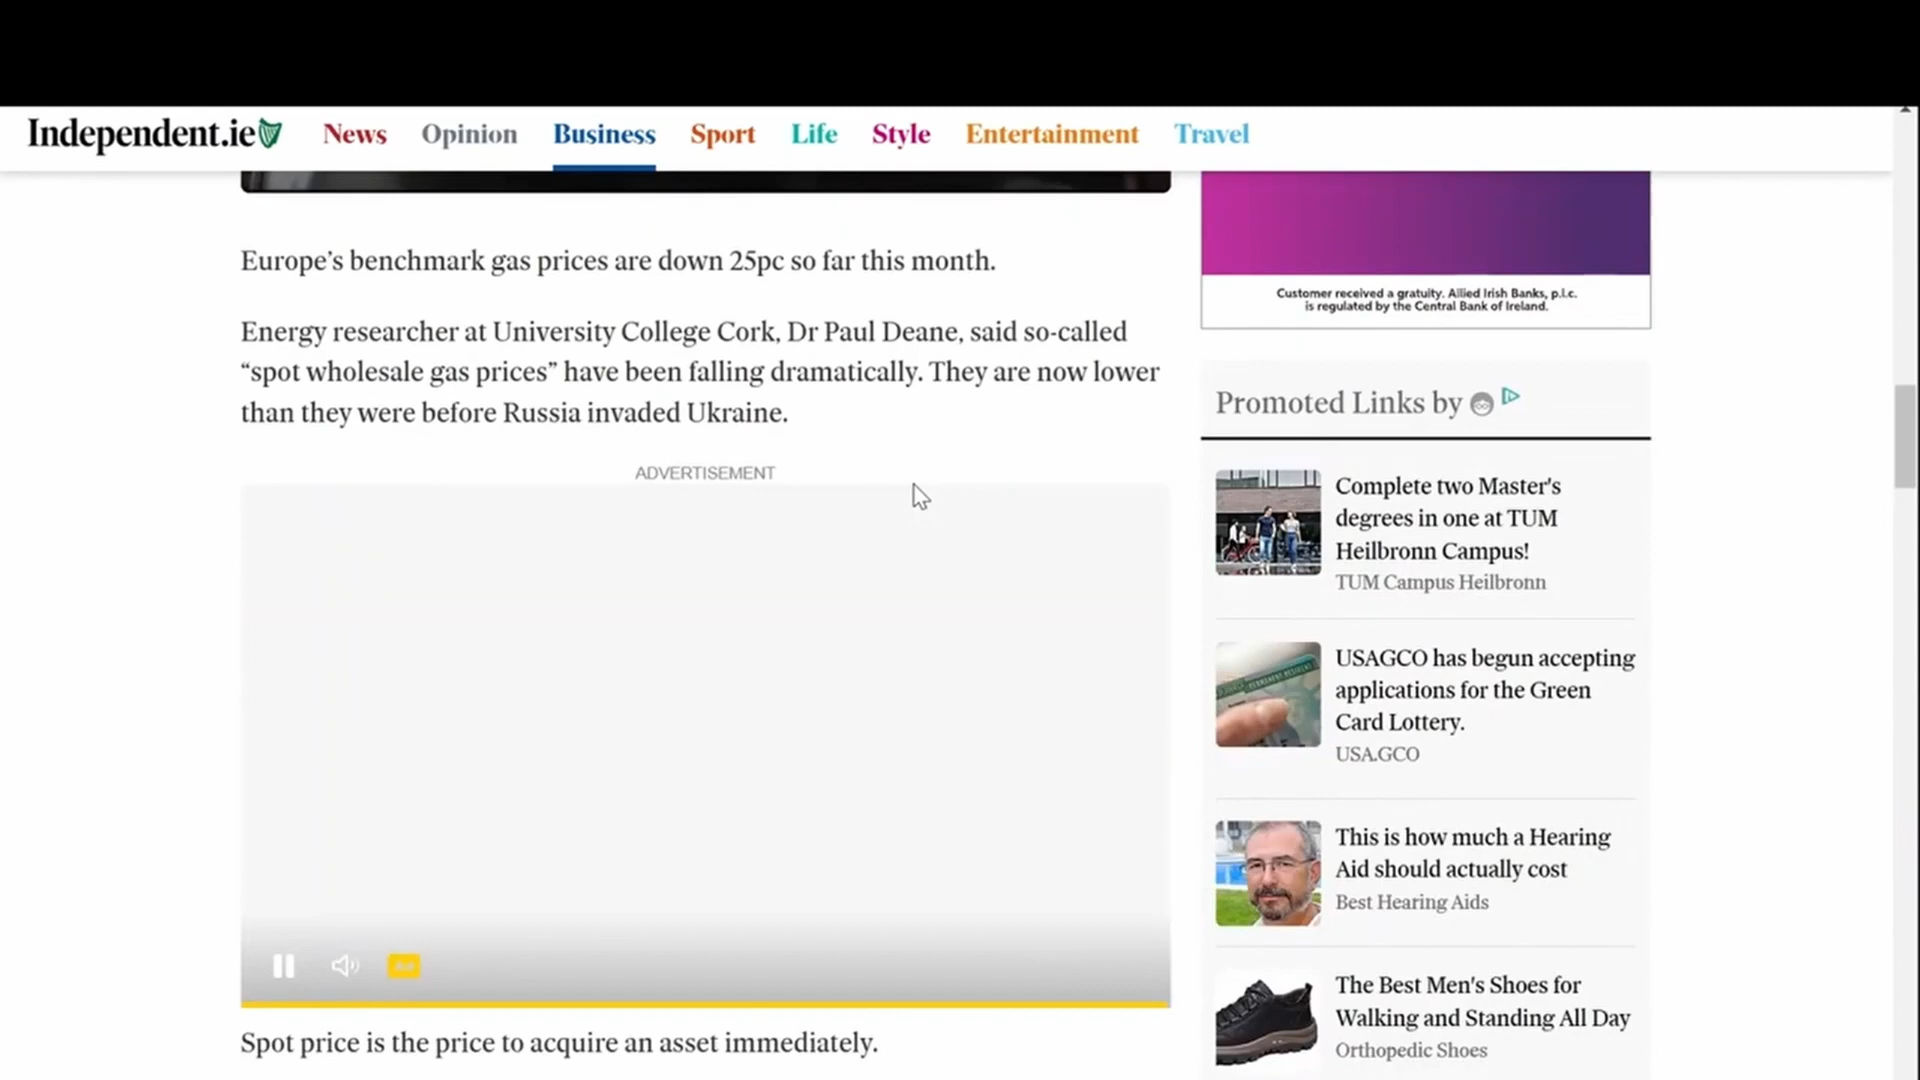 Independent.ie
News Opinion Business Sport Life Style Entertainment Travel
Europe’s benchmark gas prices are down 25pc so far this month.
Energy researcher at University College Cork, Dr Paul Deane, said so-called
“spot wholesale gas prices” have been falling dramatically. They are now lower
than they were before Russia invaded Ukraine.
ADVERTISEMENT
Spot price is the price to acquire an asset immediately.
Customer received a gratuity. Allied Irish Banks, p.l.c.
is regulated by the Central Bank of Ireland.
Promoted Links by
Complete two Master's
degrees in one at TUM
Heilbronn Campus!
TUM Campus Heilbronn
USAGCO has begun accepting
applications for the Green
Card Lottery.
USA.GCO
This is how much a Hearing
Aid should actually cost
Best Hearing Aids
The Best Men's Shoes for
Walking and Standing All Day
Orthopedic Shoes